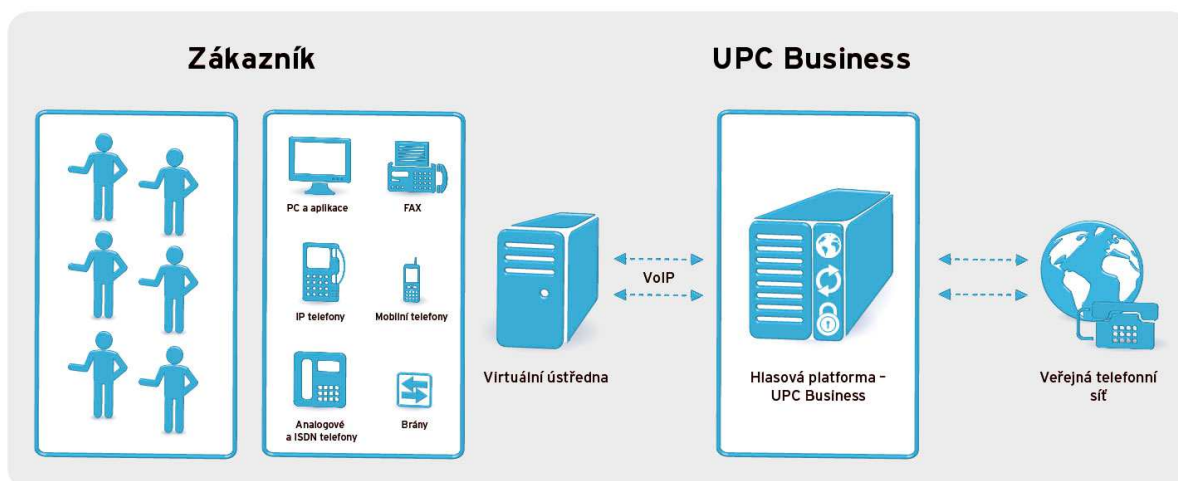 Zákazník
UPC Business
PC a aplikace
FAX
IP telefony
Mobilní telefony
Analogové
a ISDN telefony
Brány
Virtuální ústředna
VoIP
Hlasová platforma –
UPC Business
Veřejná telefonní
síť